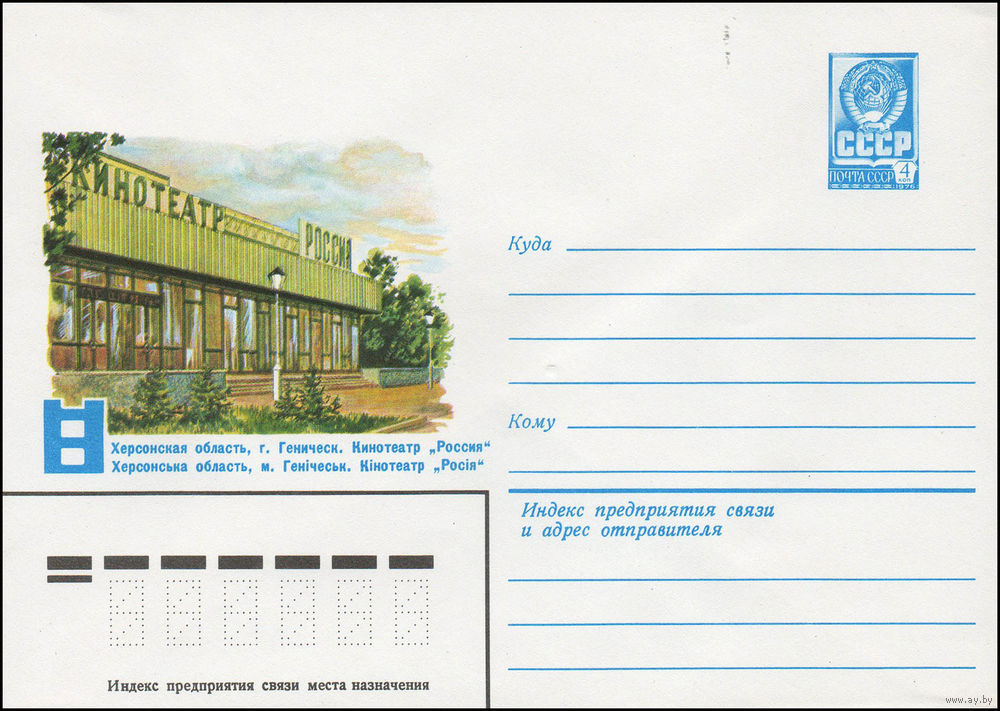 СССР
ПОЧТА СССР 4 КОП
1976
КИНОТЕАТР
РОССИЯ
Куда
Кому
Херсонская область, г. Геническ. Кинотеатр „Россия“
Херсонська область, м. Генічеськ. Кінотеатр „Росія“
Индекс предприятия связи
и адрес отправителя
Индекс предприятия связи места назначения
www.ay.by